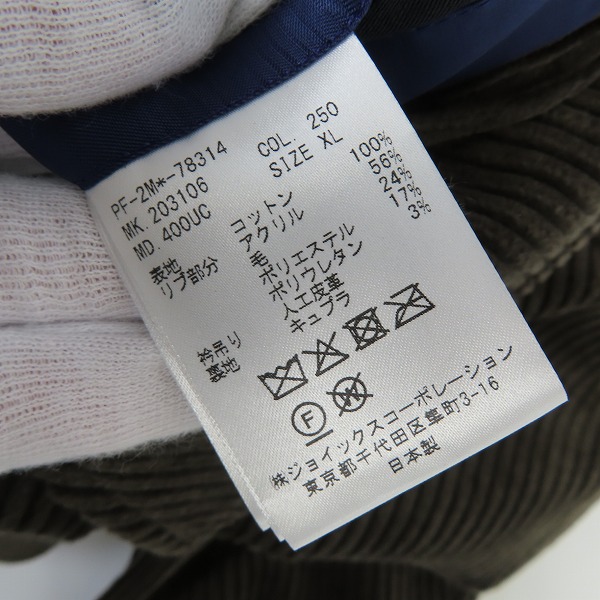 PF-2M*-78314 COL. 250
MK. 203106 SIZE XL
MD. 400UC
表地 コットン 100%
リブ部分 アクリル 56%
毛 24%
ポリエステル 17%
ポリウレタン 3%
衿吊り 人工皮革
縫地 キュプラ
F W
㈱ジョイックスコーポレーション
東京都千代田区隼町3-16
日本製